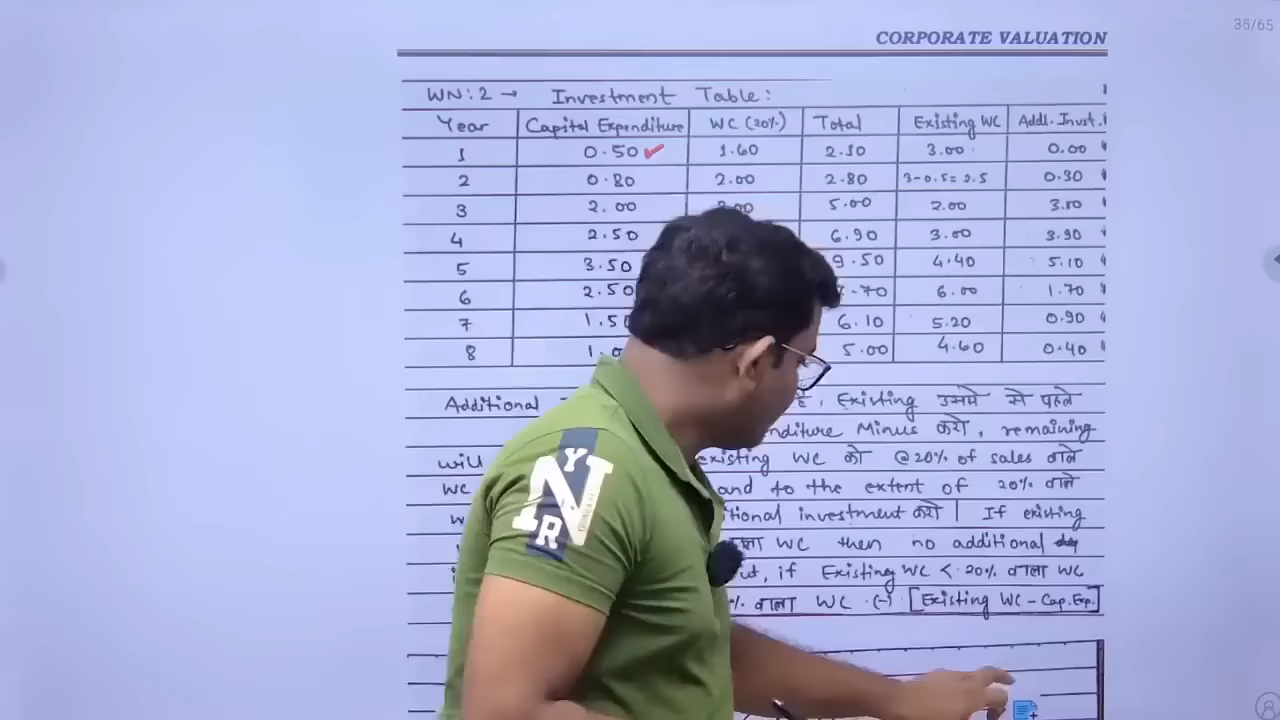 35/65
CORPORATE VALUATION
WN:2 → Investment Table:
Year Capital Expenditure WC (20%) Total Existing WC Addl. Invst.
1 0.50 1.60 2.10 3.00 0.00
2 0.80 2.00 2.80 3-0.5= 2.5 0.30
3 2.00 5.00 2.00 3.00
4 2.50 6.90 3.00 3.90
5 3.50 9.50 4.40 5.10
6 2.50 .70 6.00 1.70
7 1.50 6.10 5.20 0.90
8 1.0 5.00 4.60 0.40
Additional है, Existing उसमे से पहले
nditure Minus करो, remaining
will existing WC को @20% of sales वाले
WC and to the extent of 20% वाले
tional investment करो | If existing
वाला WC then no additional
ut, if Existing WC < 20% वाला WC
% वाला WC (-) [Existing WC - Cap. Exp.]
NY
R